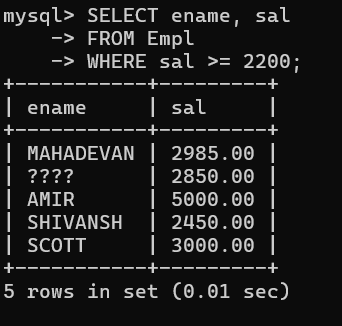 mysql> SELECT ename, sal
    -> FROM Empl
    -> WHERE sal >= 2200;
+-----------+---------+
| ename     | sal     |
+-----------+---------+
| MAHADEVAN | 2985.00 |
| ????      | 2850.00 |
| AMIR      | 5000.00 |
| SHIVANSH  | 2450.00 |
| SCOTT     | 3000.00 |
+-----------+---------+
5 rows in set (0.01 sec)